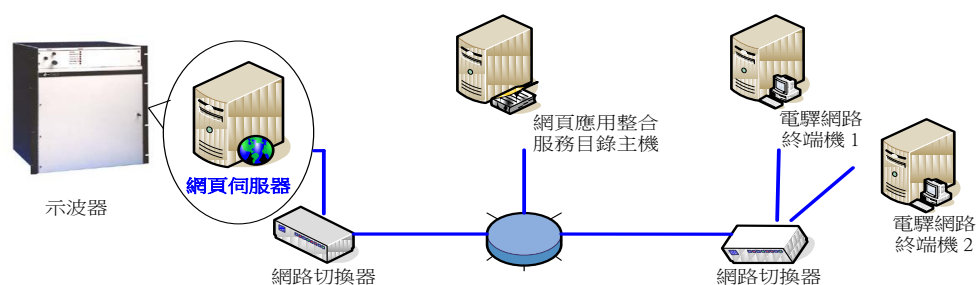 示波器
網頁伺服器
網路切換器
網頁應用整合
服務目錄主機
電驛網路
終端機 1
電驛網路
終端機 2
網路切換器